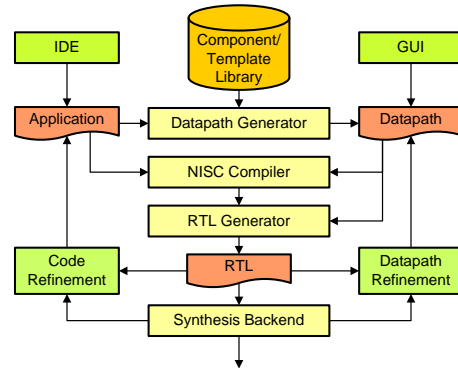 IDE
Component/
Template
Library
GUI
Application
Datapath Generator
Datapath
NISC Compiler
RTL Generator
Code
Refinement
RTL
Datapath
Refinement
Synthesis Backend